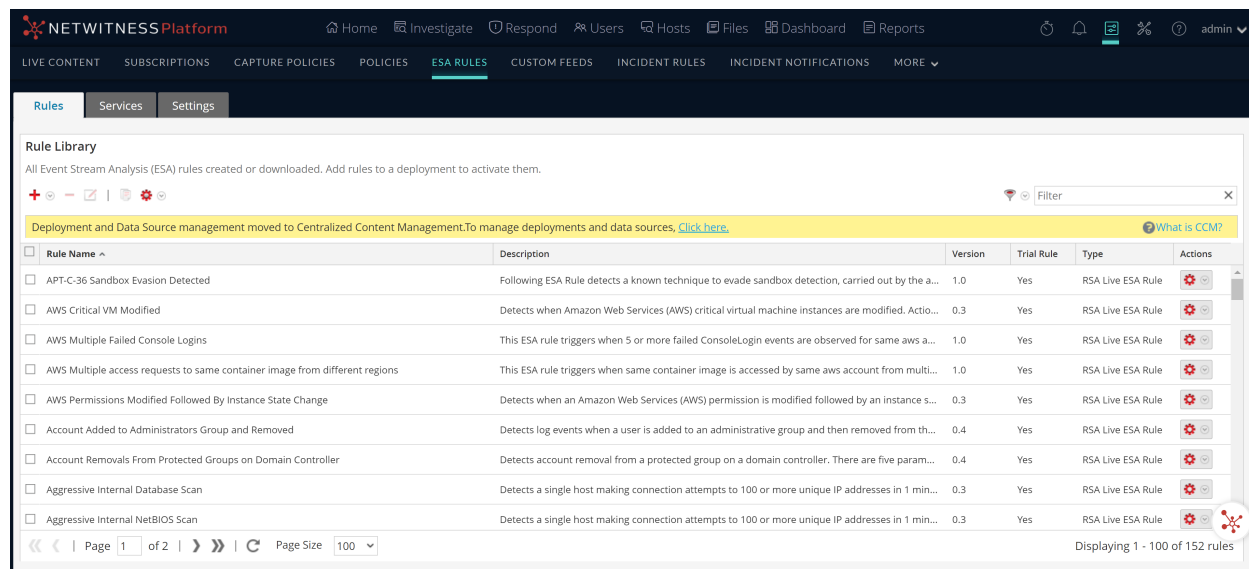 NETWITNESS Platform Home Investigate Respond Users Hosts Files Dashboard Reports admin
LIVE CONTENT SUBSCRIPTIONS CAPTURE POLICIES POLICIES ESA RULES CUSTOM FEEDS INCIDENT RULES INCIDENT NOTIFICATIONS MORE
Rules Services Settings
Rule Library
All Event Stream Analysis (ESA) rules created or downloaded. Add rules to a deployment to activate them.
Filter
Deployment and Data Source management moved to Centralized Content Management.To manage deployments and data sources, Click here. What is CCM?
Rule Name Description Version Trial Rule Type Actions
APT-C-36 Sandbox Evasion Detected Following ESA Rule detects a known technique to evade sandbox detection, carried out by the a... 1.0 Yes RSA Live ESA Rule
AWS Critical VM Modified Detects when Amazon Web Services (AWS) critical virtual machine instances are modified. Actio... 0.3 Yes RSA Live ESA Rule
AWS Multiple Failed Console Logins This ESA rule triggers when 5 or more failed ConsoleLogin events are observed for same aws a... 1.0 Yes RSA Live ESA Rule
AWS Multiple access requests to same container image from different regions This ESA rule triggers when same container image is accessed by same aws account from multi... 1.0 Yes RSA Live ESA Rule
AWS Permissions Modified Followed By Instance State Change Detects when an Amazon Web Services (AWS) permission is modified followed by an instance s... 0.3 Yes RSA Live ESA Rule
Account Added to Administrators Group and Removed Detects log events when a user is added to an administrative group and then removed from th... 0.4 Yes RSA Live ESA Rule
Account Removals From Protected Groups on Domain Controller Detects account removal from a protected group on a domain controller. There are five param... 0.4 Yes RSA Live ESA Rule
Aggressive Internal Database Scan Detects a single host making connection attempts to 100 or more unique IP addresses in 1 min... 0.3 Yes RSA Live ESA Rule
Aggressive Internal NetBIOS Scan Detects a single host making connection attempts to 100 or more unique IP addresses in 1 min... 0.3 Yes RSA Live ESA Rule
Page 1 of 2 Page Size 100 Displaying 1 - 100 of 152 rules